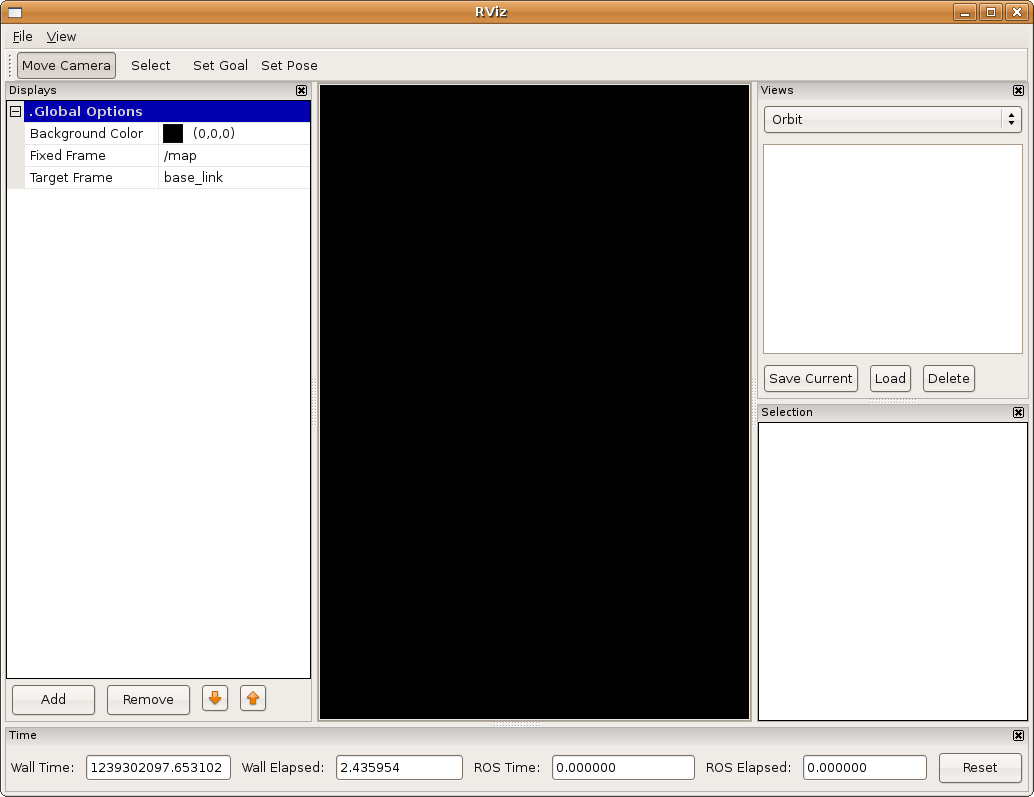 RViz
File View
Move Camera Select Set Goal Set Pose
Displays
.Global Options
Background Color (0,0,0)
Fixed Frame /map
Target Frame base_link
Add Remove
Views
Orbit
Save Current Load Delete
Selection
Time
Wall Time: 1239302097.653102 Wall Elapsed: 2.435954 ROS Time: 0.000000 ROS Elapsed: 0.000000 Reset